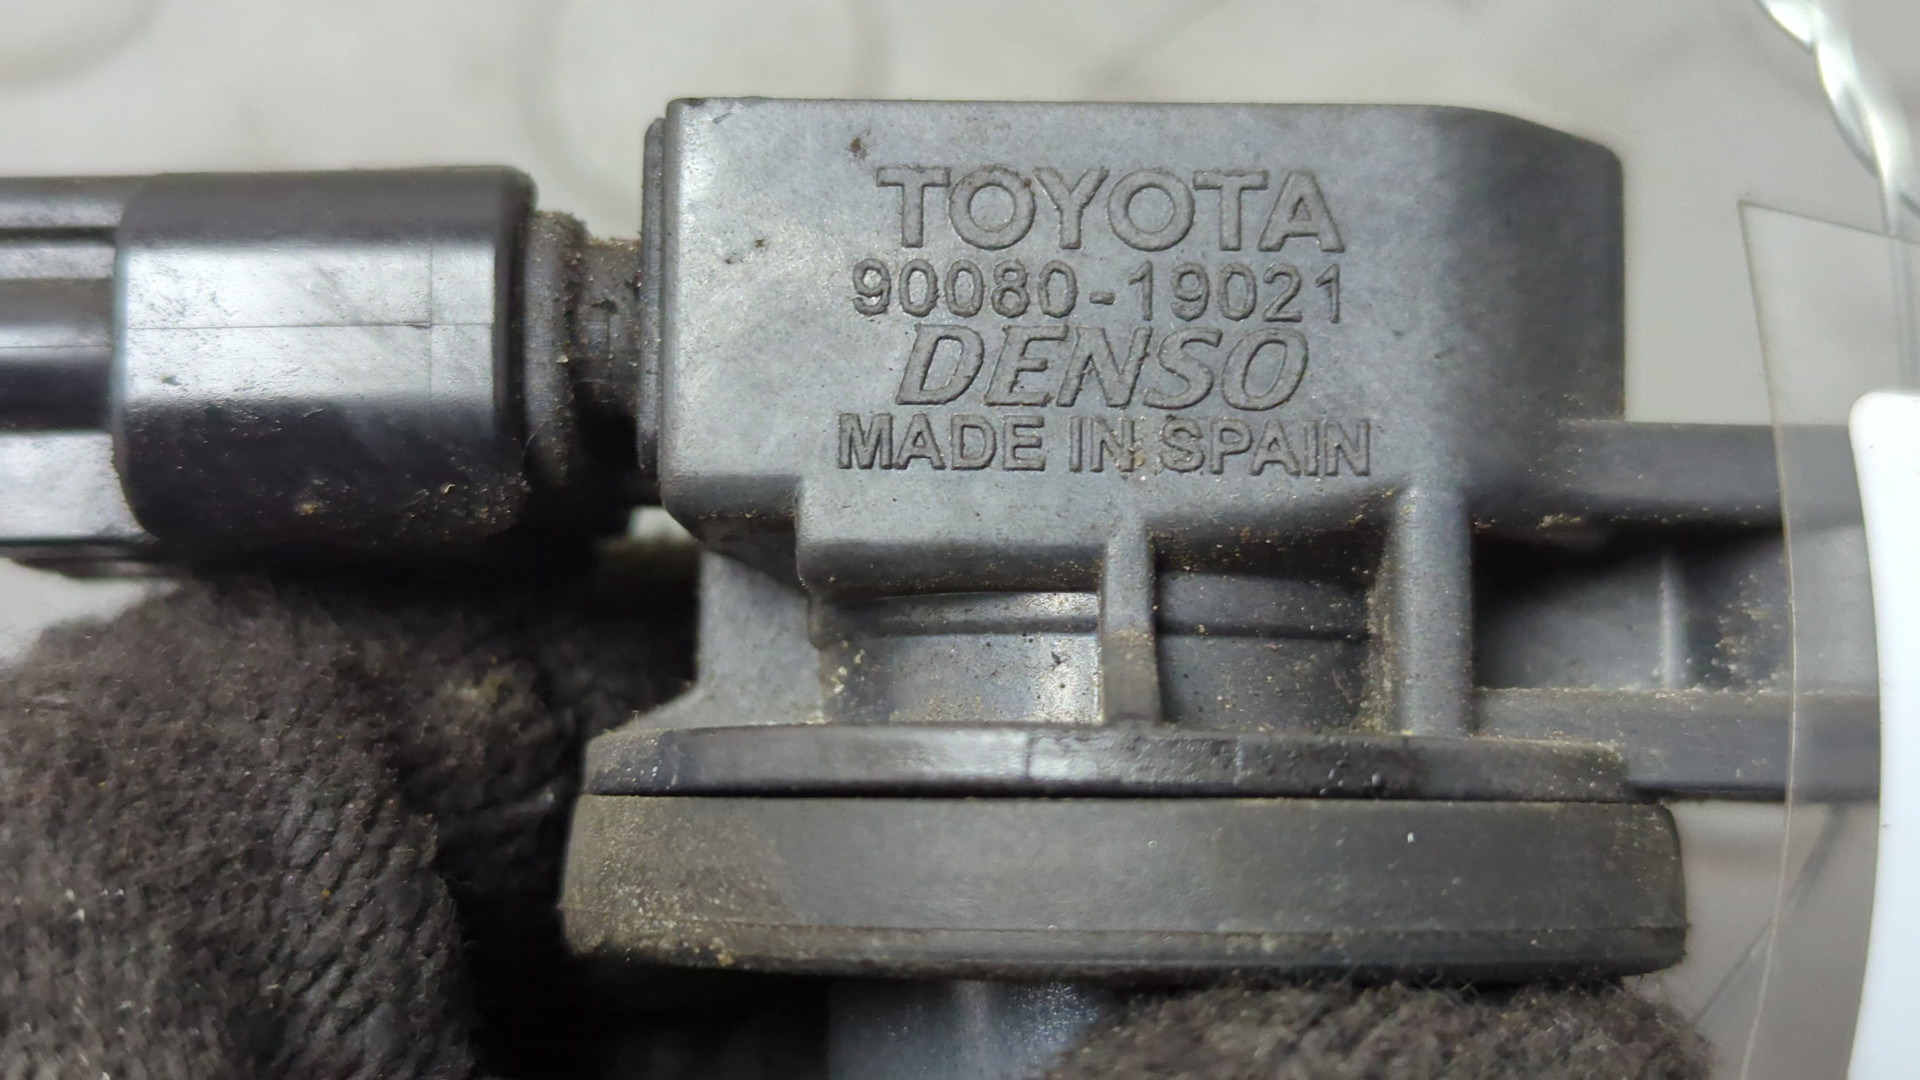 TOYOTA
90080-19021
DENSO
MADE IN SPAIN